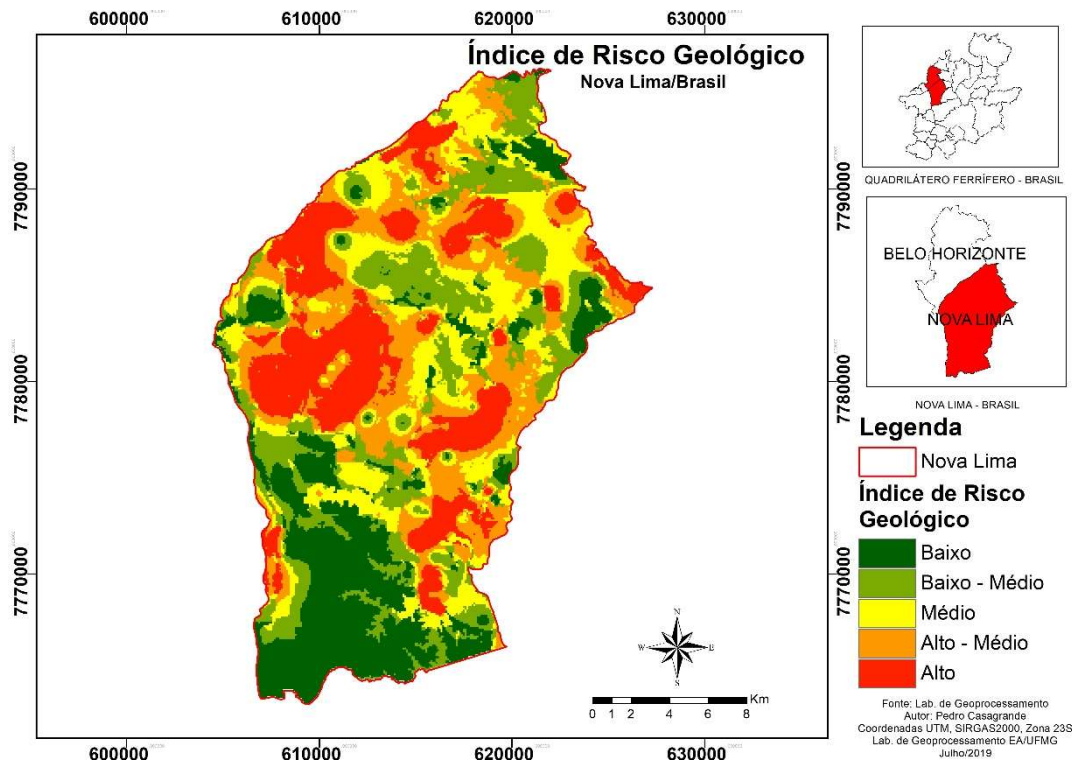 600000 610000 620000 630000
Índice de Risco Geológico
Nova Lima/Brasil
7790000
7780000
7770000
7790000
7780000
7770000
N
W E
S
Km
0 1 2 4 6 8
600000 610000 620000 630000
QUADRILÁTERO FERRÍFERO - BRASIL
BELO HORIZONTE
NOVA LIMA
NOVA LIMA - BRASIL
Legenda
Nova Lima
Índice de Risco
Geológico
Baixo
Baixo - Médio
Médio
Alto - Médio
Alto
Fonte: Lab. de Geoprocessamento
Autor: Pedro Casagrande
Coordenadas UTM, SIRGAS2000, Zona 23S
Lab. de Geoprocessamento EA/UFMG
Julho/2019